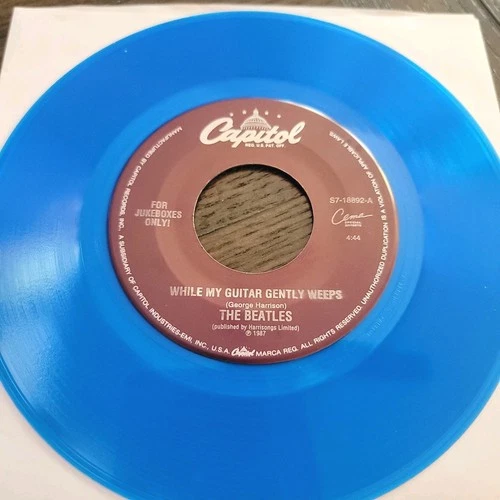 Capitol
REG. U.S. PAT. OFF.
FOR
JUKEBOXES
ONLY!
S7-18892-A
Cema
4:44
WHILE MY GUITAR GENTLY WEEPS
(George Harrison)
THE BEATLES
(published by Harrisongs Limited)
℗ 1987
MANUFACTURED BY CAPITOL RECORDS, INC., A SUBSIDIARY OF CAPITOL INDUSTRIES-EMI, INC., U.S.A. Capitol MARCA REG. ALL RIGHTS RESERVED. UNAUTHORIZED DUPLICATION IS A VIOLATION OF APPLICABLE LAWS.